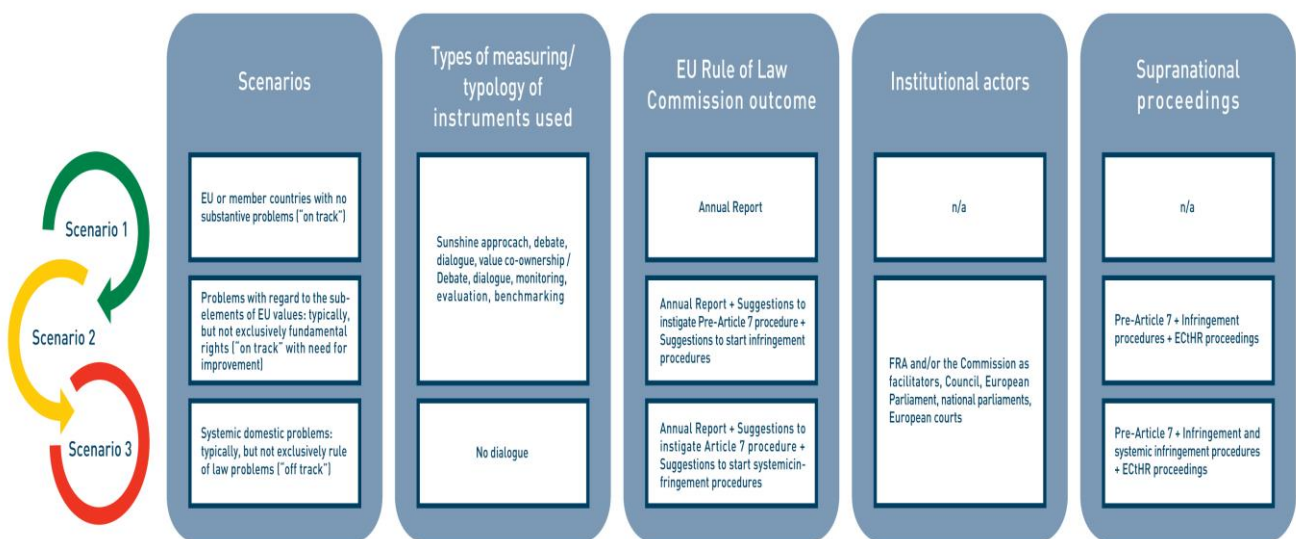 Scenarios
Types of measuring/
typology of
instruments used
EU Rule of Law
Commission outcome
Institutional actors
Supranational
proceedings
Scenario 1
Scenario 2
Scenario 3
EU or member countries with no
substantive problems ("on track")
Problems with regard to the sub-
elements of EU values: typically,
but not exclusively fundamental
rights ("on track" with need for
improvement)
Systemic domestic problems:
typically, but not exclusively rule
of law problems ("off track")
Sunshine approach, debate,
dialogue, value co-ownership /
Debate, dialogue, monitoring,
evaluation, benchmarking
No dialogue
Annual Report
Annual Report + Suggestions to
instigate Pre-Article 7 procedure +
Suggestions to start infringement
procedures
Annual Report + Suggestions to
instigate Article 7 procedure +
Suggestions to start systemicin-
fringement procedures
n/a
FRA and/or the Commission as
facilitators, Council, European
Parliament, national parliaments,
European courts
n/a
Pre-Article 7 + Infringement
procedures + ECtHR proceedings
Pre-Article 7 + Infringement and
systemic infringement procedures
+ ECtHR proceedings